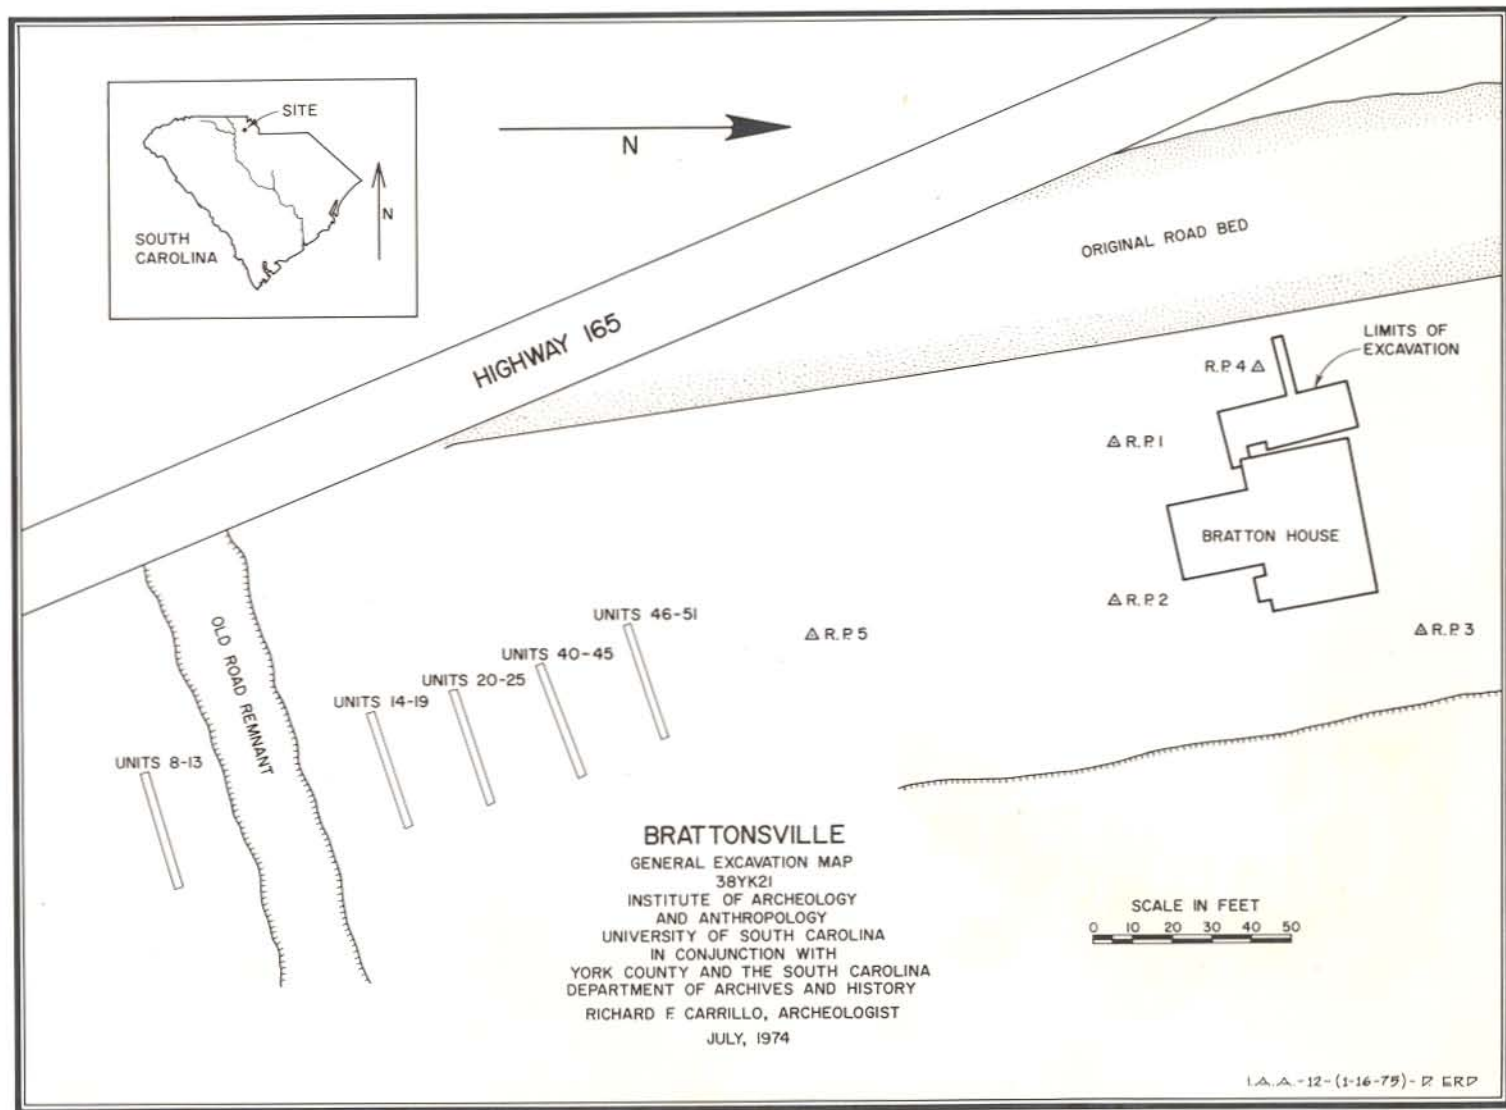 SITE
SOUTH
CAROLINA
N
N
HIGHWAY 165
ORIGINAL ROAD BED
LIMITS OF
EXCAVATION
R.P. 4
R.P. 1
BRATTON HOUSE
R.P. 2
R.P. 3
R.P. 5
OLD ROAD REMNANT
UNITS 46-51
UNITS 40-45
UNITS 20-25
UNITS 14-19
UNITS 8-13
BRATTONSVILLE
GENERAL EXCAVATION MAP
38YK21
INSTITUTE OF ARCHEOLOGY
AND ANTHROPOLOGY
UNIVERSITY OF SOUTH CAROLINA
IN CONJUNCTION WITH
YORK COUNTY AND THE SOUTH CAROLINA
DEPARTMENT OF ARCHIVES AND HISTORY
RICHARD F. CARRILLO, ARCHEOLOGIST
JULY, 1974
SCALE IN FEET
0 10 20 30 40 50
I.A.A.-12-(1-16-75)-D. ERD